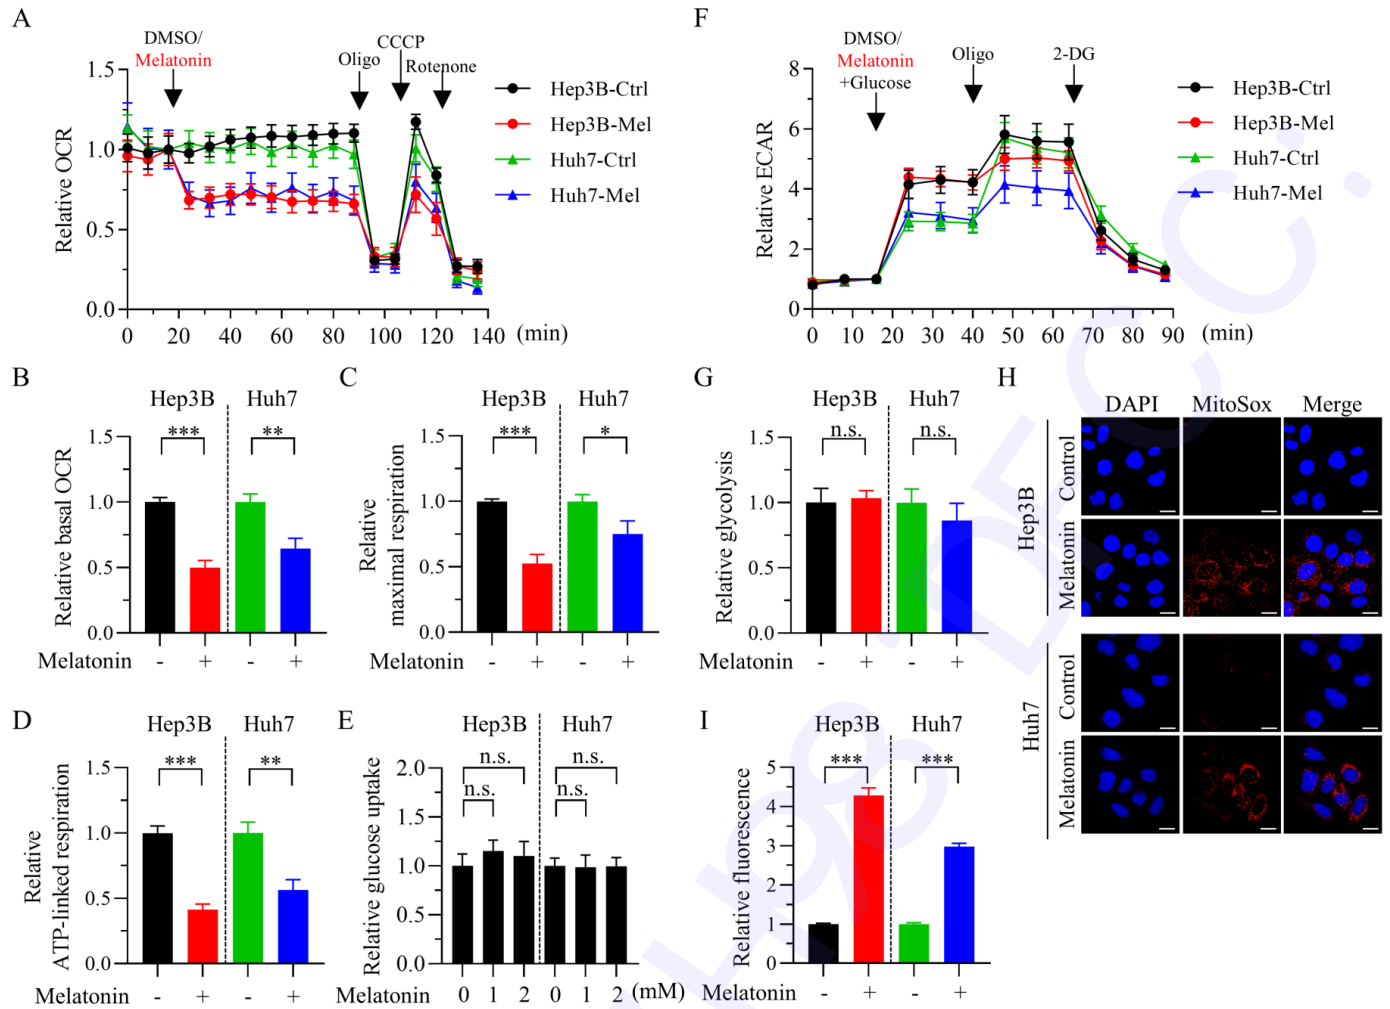 A
DMSO/
Melatonin
Oligo
CCCP
Rotenone
Relative OCR
1.5
1.0
0.5
0.0
0 20 40 60 80 100 120 140 (min)
Hep3B-Ctrl
Hep3B-Mel
Huh7-Ctrl
Huh7-Mel
F
DMSO/
Melatonin
+Glucose
Oligo
2-DG
Relative ECAR
8
6
4
2
0
0 10 20 30 40 50 60 70 80 90 (min)
Hep3B-Ctrl
Hep3B-Mel
Huh7-Ctrl
Huh7-Mel
B
Hep3B Huh7
*** **
Relative basal OCR
1.5
1.0
0.5
0.0
Melatonin - + - +
C
Hep3B Huh7
*** *
Relative
maximal respiration
1.5
1.0
0.5
0.0
Melatonin - + - +
G
Hep3B Huh7
n.s. n.s.
Relative glycolysis
1.5
1.0
0.5
0.0
Melatonin - + - +
H
DAPI MitoSox Merge
Hep3B
Control
Melatonin
Huh7
Control
Melatonin
D
Hep3B Huh7
*** **
Relative
ATP-linked respiration
1.5
1.0
0.5
0.0
Melatonin - + - +
E
Hep3B Huh7
n.s. n.s.
n.s. n.s.
Relative glucose uptake
2.0
1.5
1.0
0.5
0.0
Melatonin 0 1 2 0 1 2 (mM)
I
Hep3B Huh7
*** ***
Relative fluorescence
5
4
3
2
1
0
Melatonin - + - +